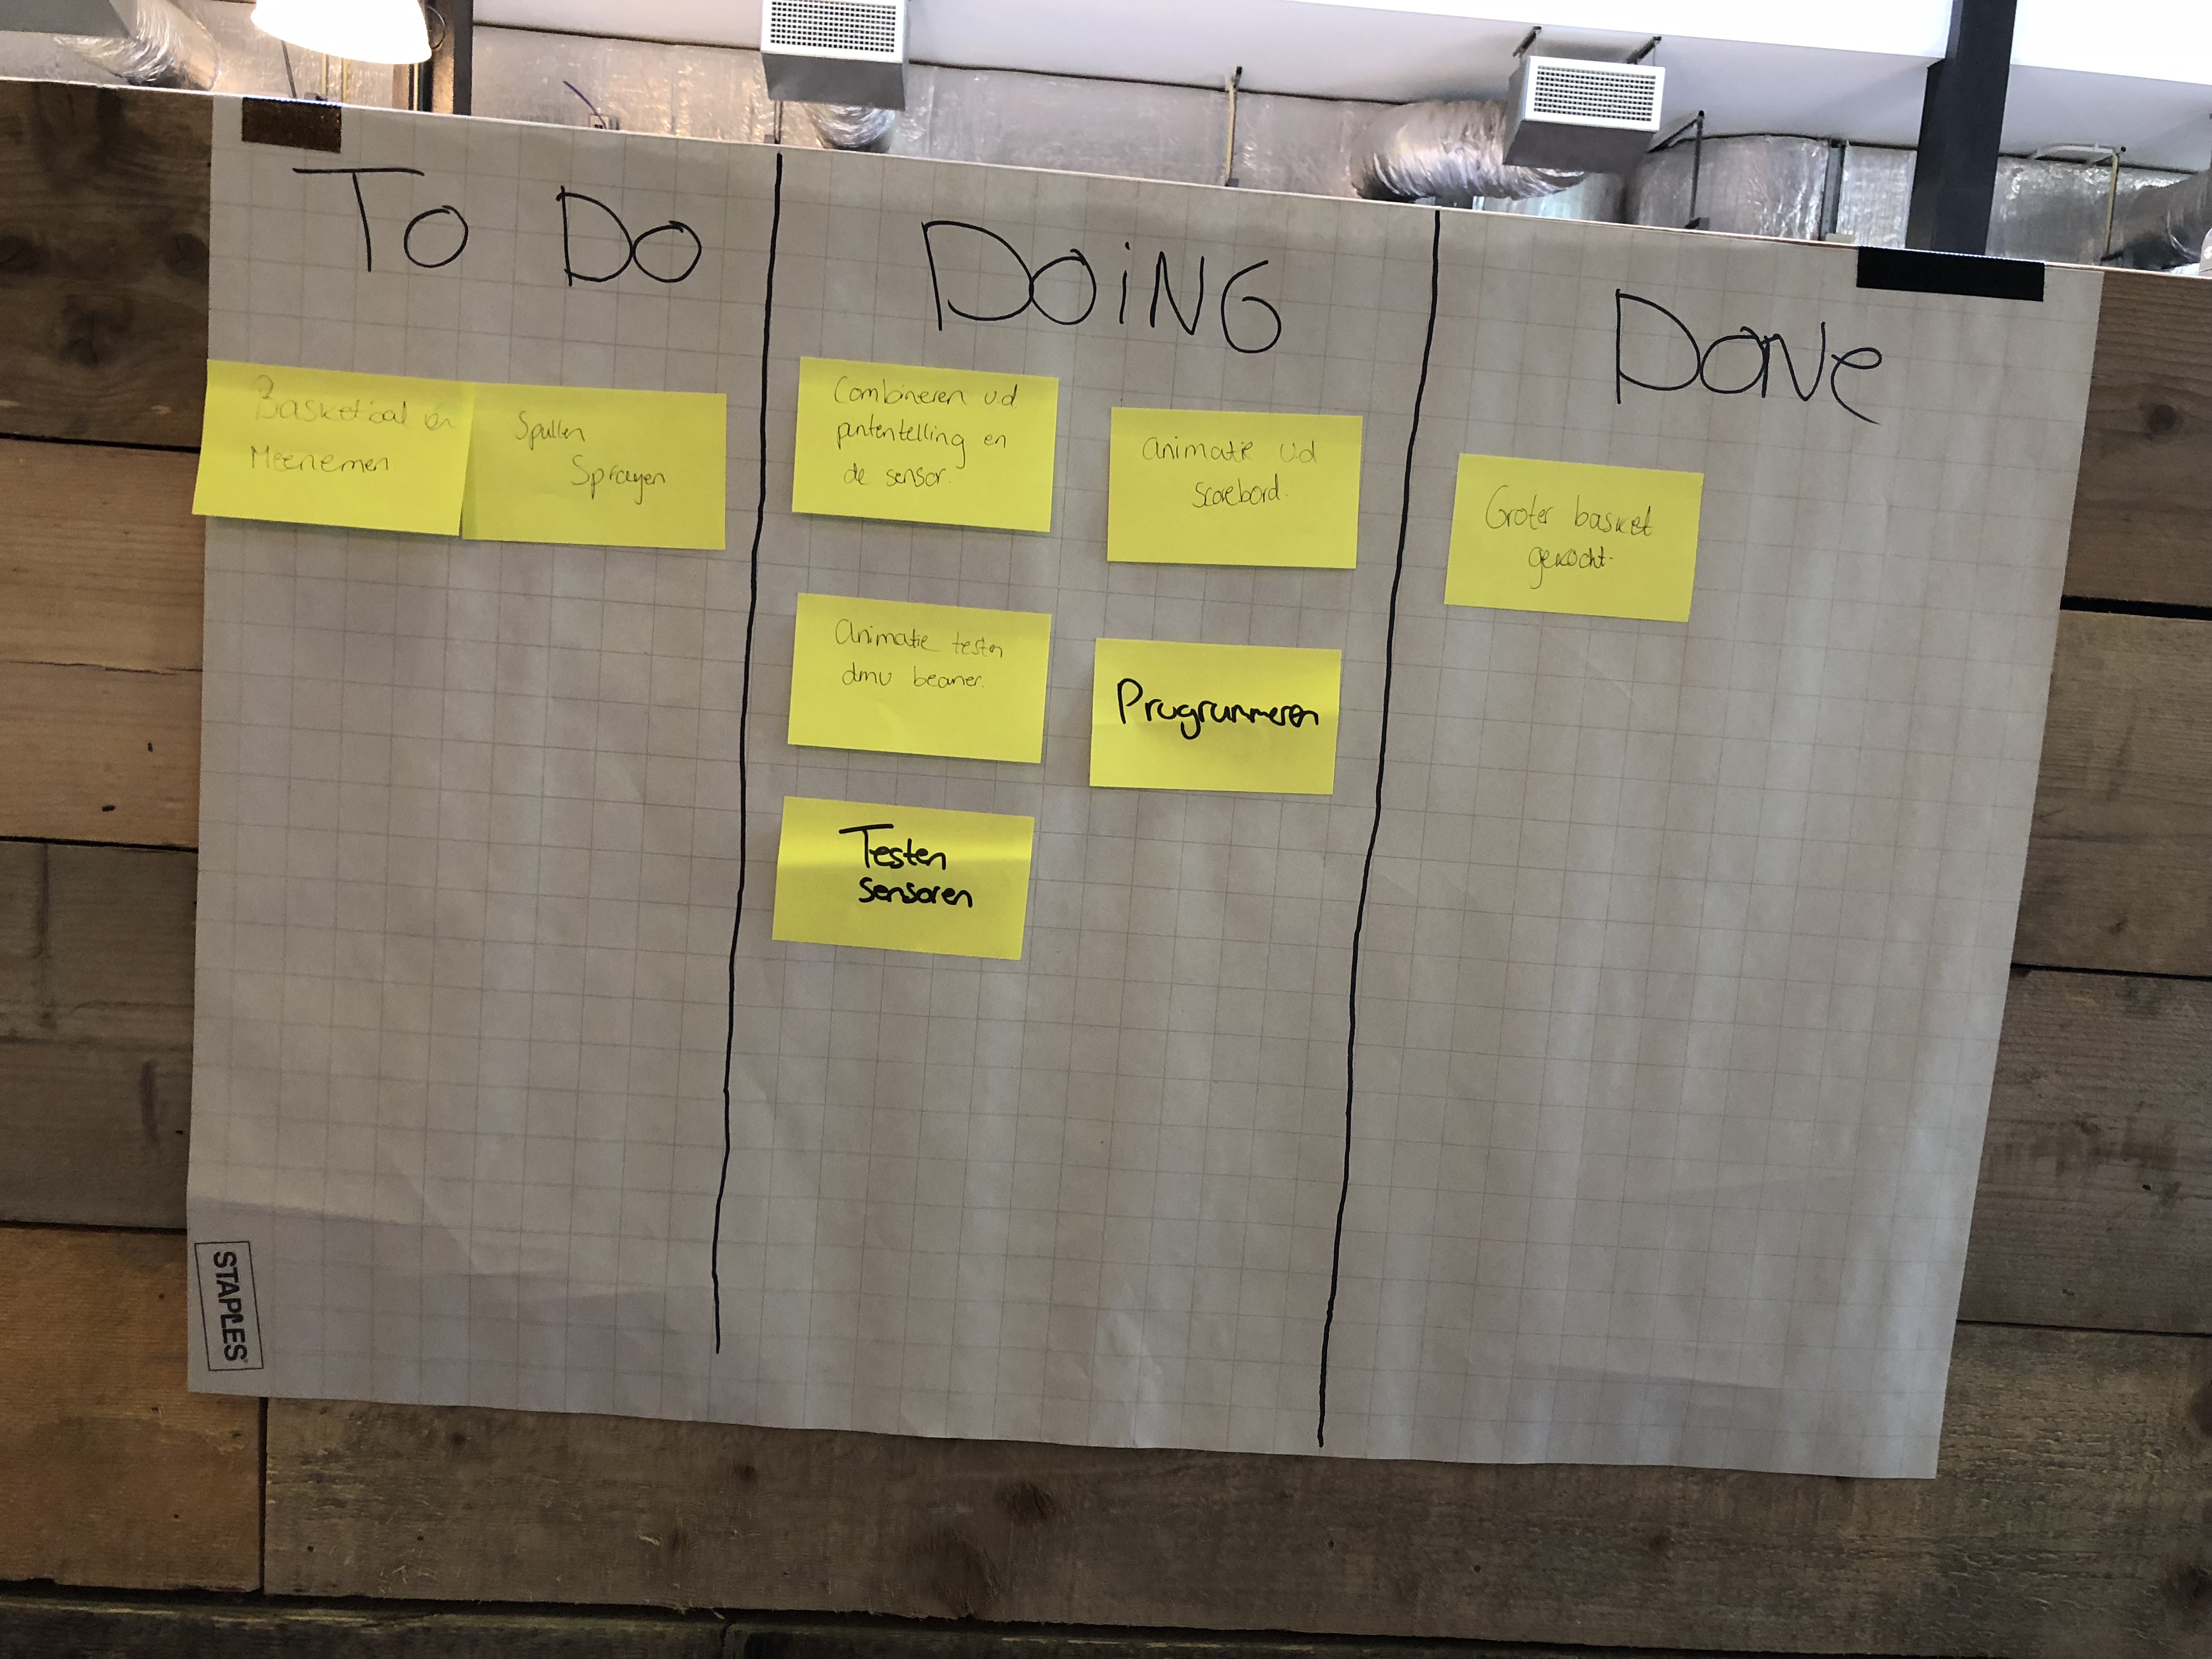 To Do
DOiNG
DONe
Basketbal en
Meenemen
Spullen
Sprayen
Combineren v.d.
puntentelling en
de sensor.
Animatie v.d
scorebord.
Animatie testen
dmv beamer.
Programmeren
Testen
sensoren
Groter basket
gekocht.
STAPLES